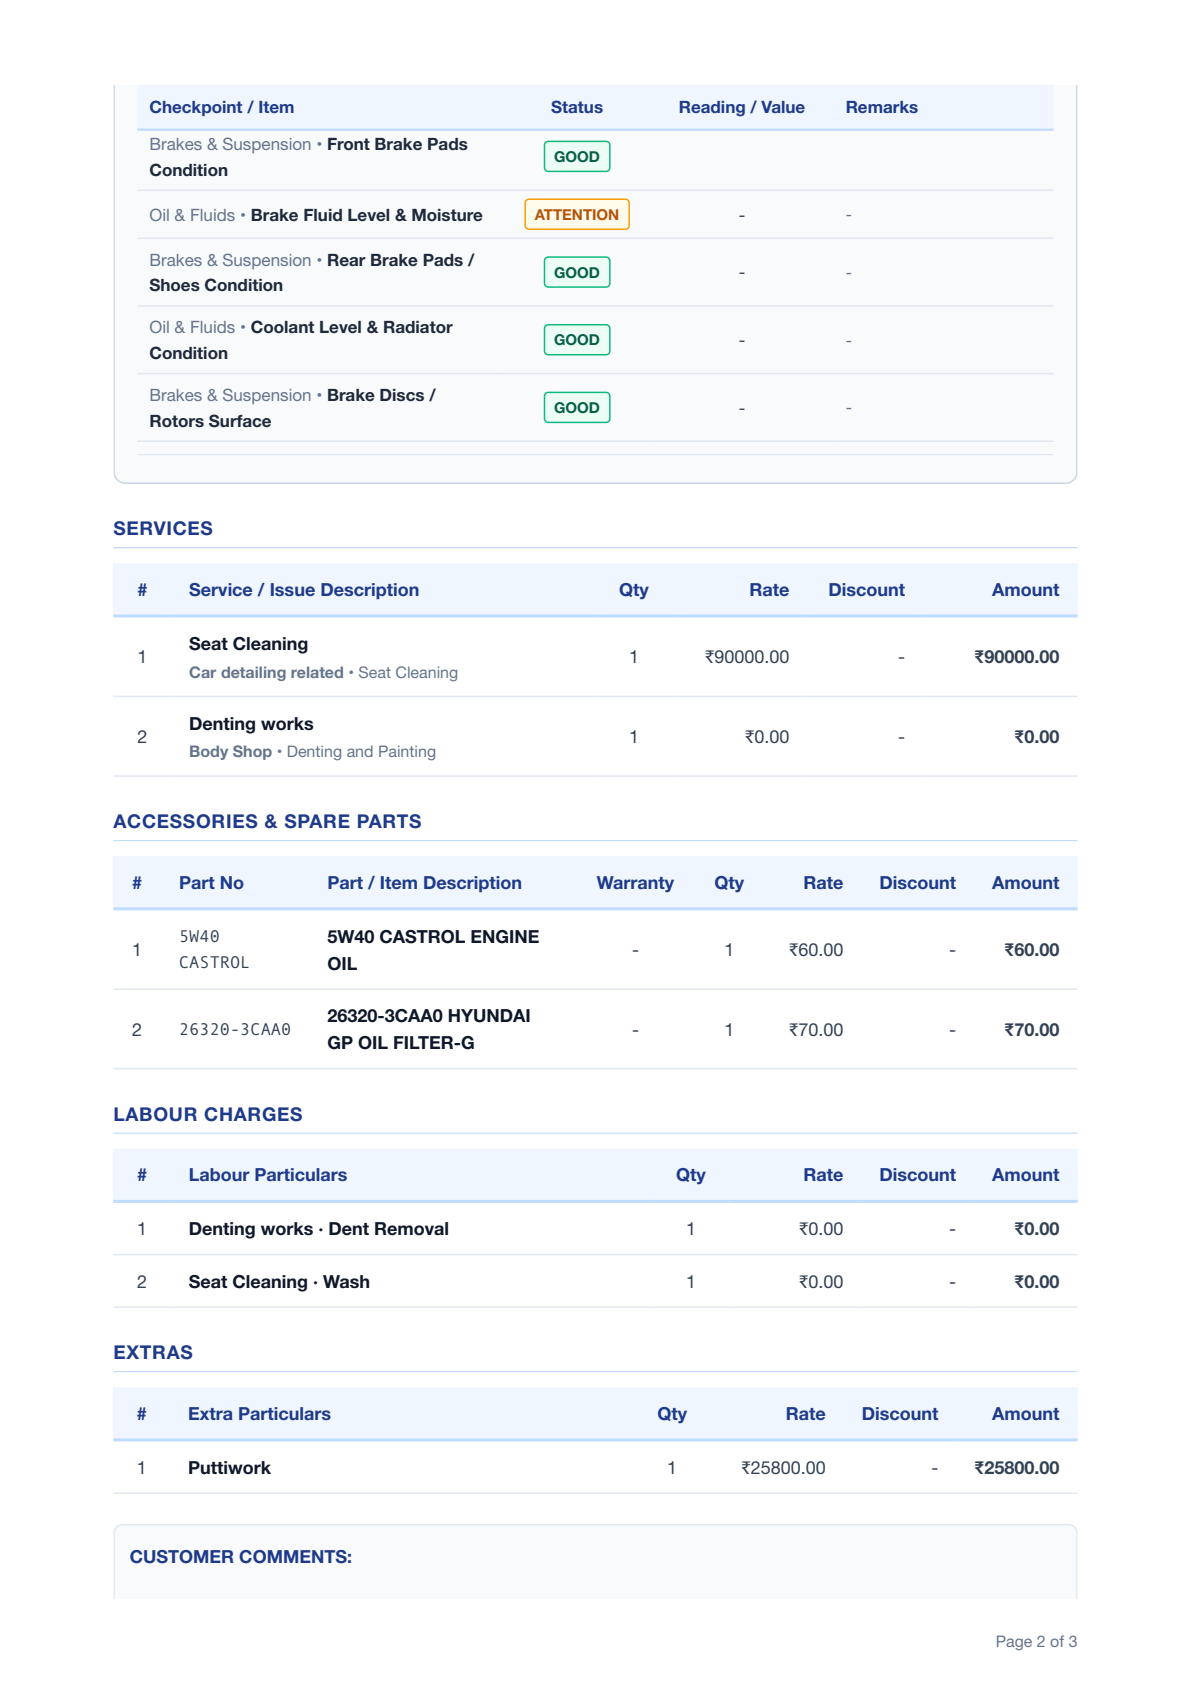 Checkpoint / Item Status Reading / Value Remarks
Brakes & Suspension • Front Brake Pads
Condition
GOOD
Oil & Fluids • Brake Fluid Level & Moisture ATTENTION - -
Brakes & Suspension • Rear Brake Pads /
Shoes Condition
GOOD - -
Oil & Fluids • Coolant Level & Radiator
Condition
GOOD - -
Brakes & Suspension • Brake Discs /
Rotors Surface
GOOD - -
SERVICES
# Service / Issue Description Qty Rate Discount Amount
1 Seat Cleaning 1 ₹90000.00 - ₹90000.00
Car detailing related • Seat Cleaning
2 Denting works 1 ₹0.00 - ₹0.00
Body Shop • Denting and Painting
ACCESSORIES & SPARE PARTS
# Part No Part / Item Description Warranty Qty Rate Discount Amount
1 5W40 CASTROL 5W40 CASTROL ENGINE OIL - 1 ₹60.00 - ₹60.00
2 26320-3CAA0 26320-3CAA0 HYUNDAI GP OIL FILTER-G - 1 ₹70.00 - ₹70.00
LABOUR CHARGES
# Labour Particulars Qty Rate Discount Amount
1 Denting works · Dent Removal 1 ₹0.00 - ₹0.00
2 Seat Cleaning · Wash 1 ₹0.00 - ₹0.00
EXTRAS
# Extra Particulars Qty Rate Discount Amount
1 Puttiwork 1 ₹25800.00 - ₹25800.00
CUSTOMER COMMENTS:
Page 2 of 3